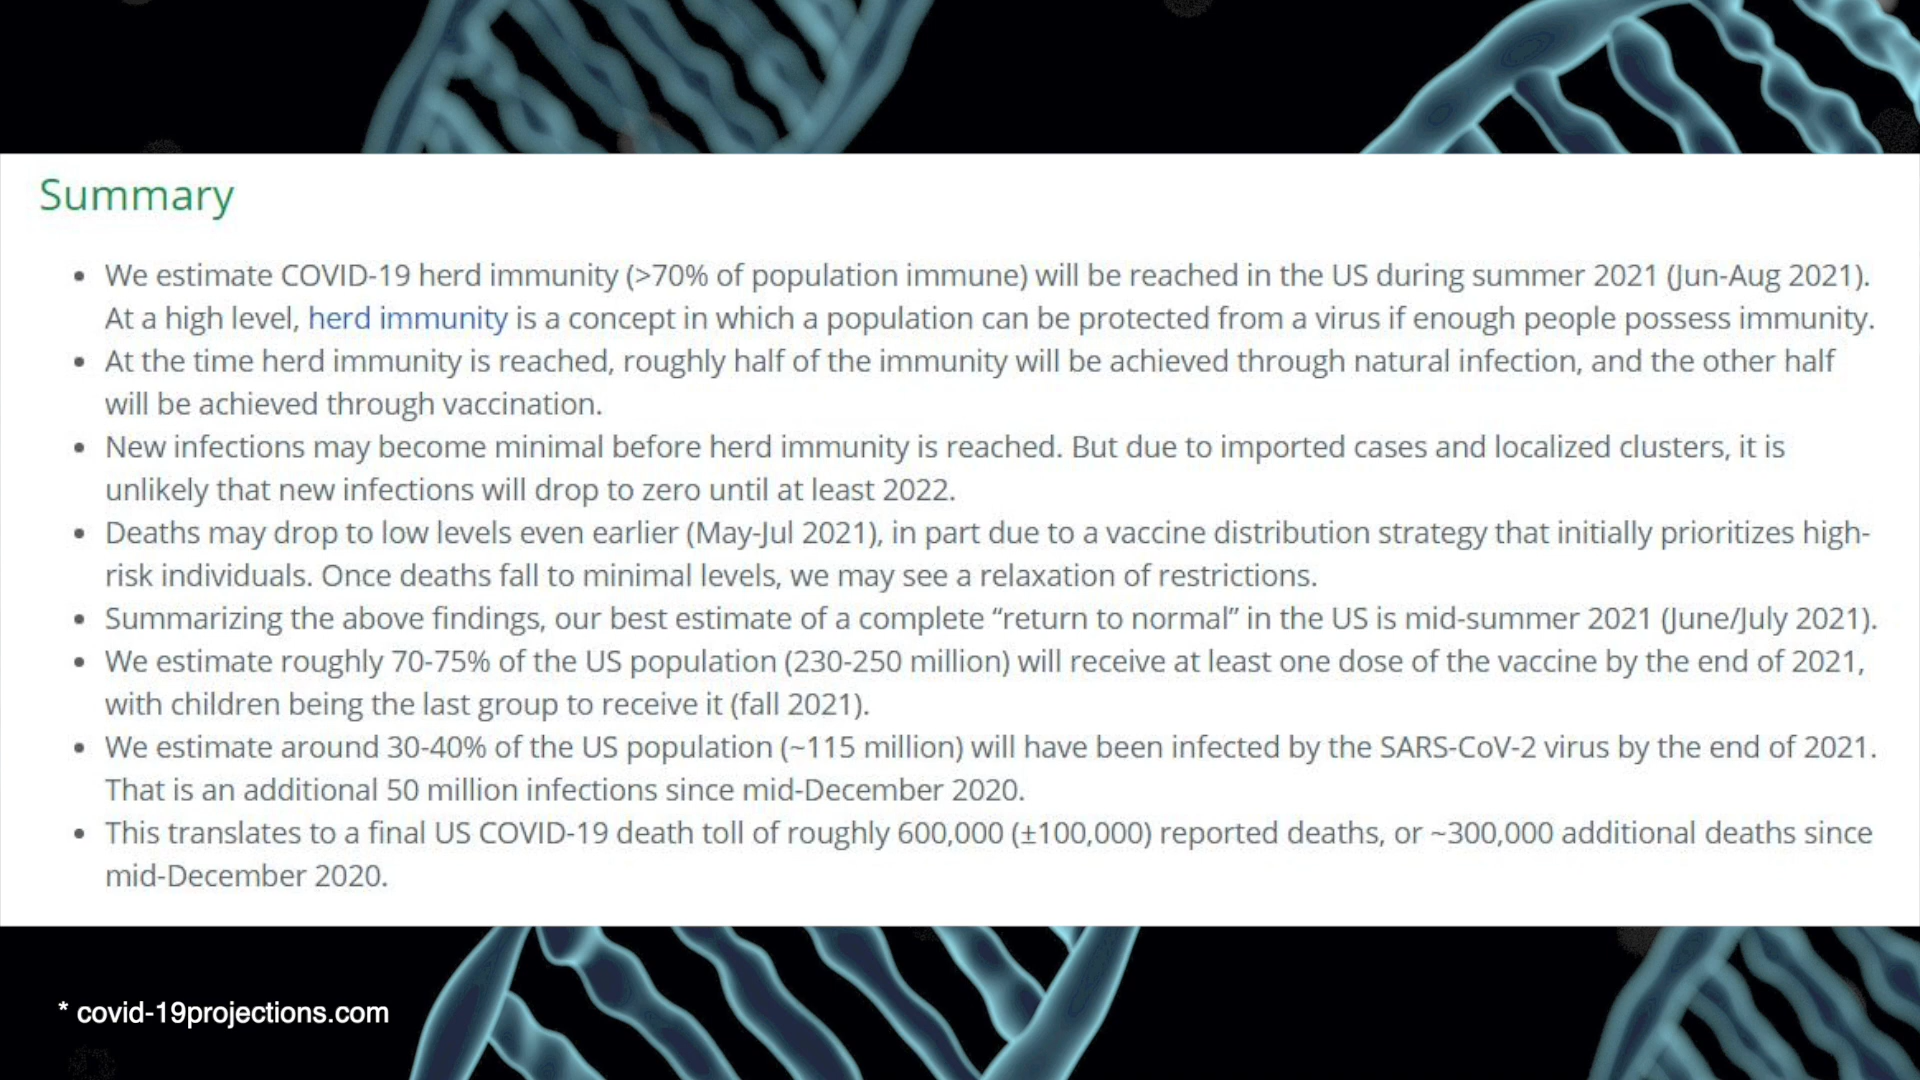 Summary
• We estimate COVID-19 herd immunity (>70% of population immune) will be reached in the US during summer 2021 (Jun-Aug 2021).
At a high level, herd immunity is a concept in which a population can be protected from a virus if enough people possess immunity.
• At the time herd immunity is reached, roughly half of the immunity will be achieved through natural infection, and the other half
will be achieved through vaccination.
• New infections may become minimal before herd immunity is reached. But due to imported cases and localized clusters, it is
unlikely that new infections will drop to zero until at least 2022.
• Deaths may drop to low levels even earlier (May-Jul 2021), in part due to a vaccine distribution strategy that initially prioritizes high-
risk individuals. Once deaths fall to minimal levels, we may see a relaxation of restrictions.
• Summarizing the above findings, our best estimate of a complete “return to normal” in the US is mid-summer 2021 (June/July 2021).
• We estimate roughly 70-75% of the US population (230-250 million) will receive at least one dose of the vaccine by the end of 2021,
with children being the last group to receive it (fall 2021).
• We estimate around 30-40% of the US population (~115 million) will have been infected by the SARS-CoV-2 virus by the end of 2021.
That is an additional 50 million infections since mid-December 2020.
• This translates to a final US COVID-19 death toll of roughly 600,000 (±100,000) reported deaths, or ~300,000 additional deaths since
mid-December 2020.
* covid-19projections.com